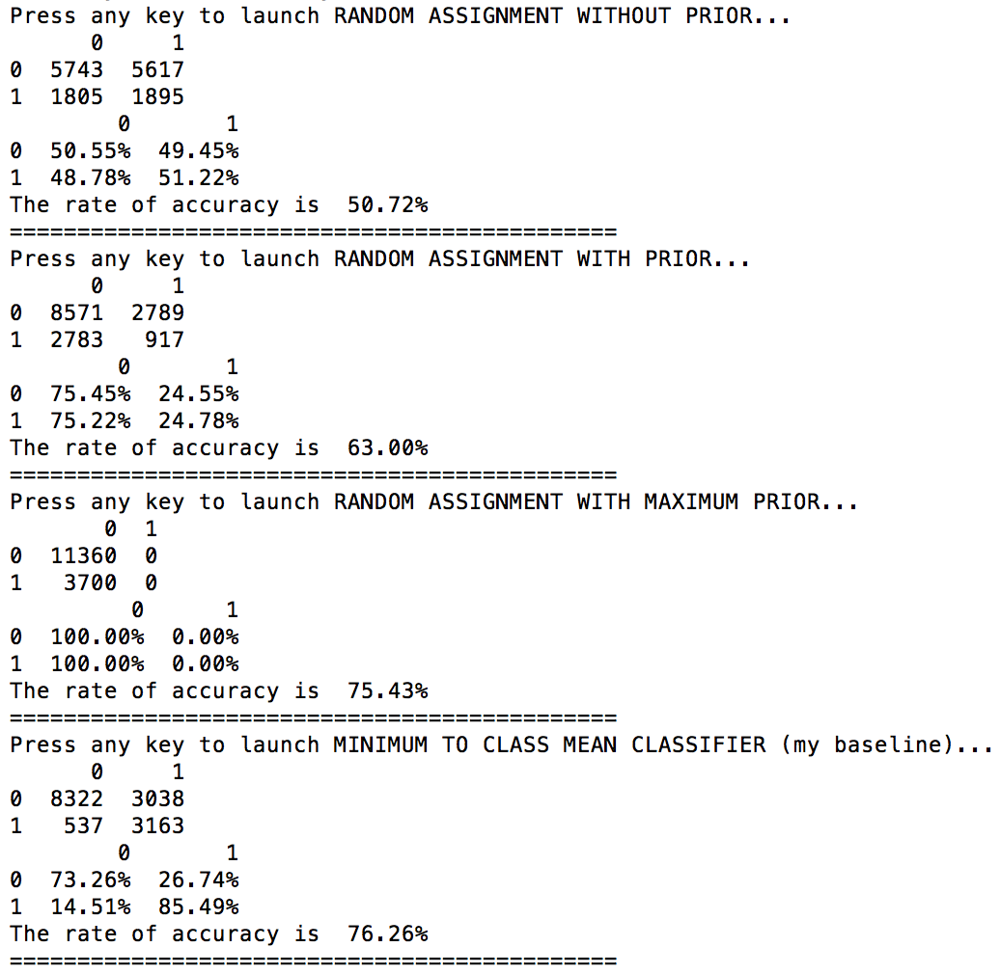 Press any key to launch RANDOM ASSIGNMENT WITHOUT PRIOR...
      0     1
0  5743  5617
1  1805  1895
        0       1
0  50.55%  49.45%
1  48.78%  51.22%
The rate of accuracy is  50.72%
=============================================
Press any key to launch RANDOM ASSIGNMENT WITH PRIOR...
      0     1
0  8571  2789
1  2783   917
        0       1
0  75.45%  24.55%
1  75.22%  24.78%
The rate of accuracy is  63.00%
=============================================
Press any key to launch RANDOM ASSIGNMENT WITH MAXIMUM PRIOR...
       0  1
0  11360  0
1   3700  0
         0      1
0  100.00%  0.00%
1  100.00%  0.00%
The rate of accuracy is  75.43%
=============================================
Press any key to launch MINIMUM TO CLASS MEAN CLASSIFIER (my baseline)...
      0     1
0  8322  3038
1   537  3163
        0       1
0  73.26%  26.74%
1  14.51%  85.49%
The rate of accuracy is  76.26%
=============================================